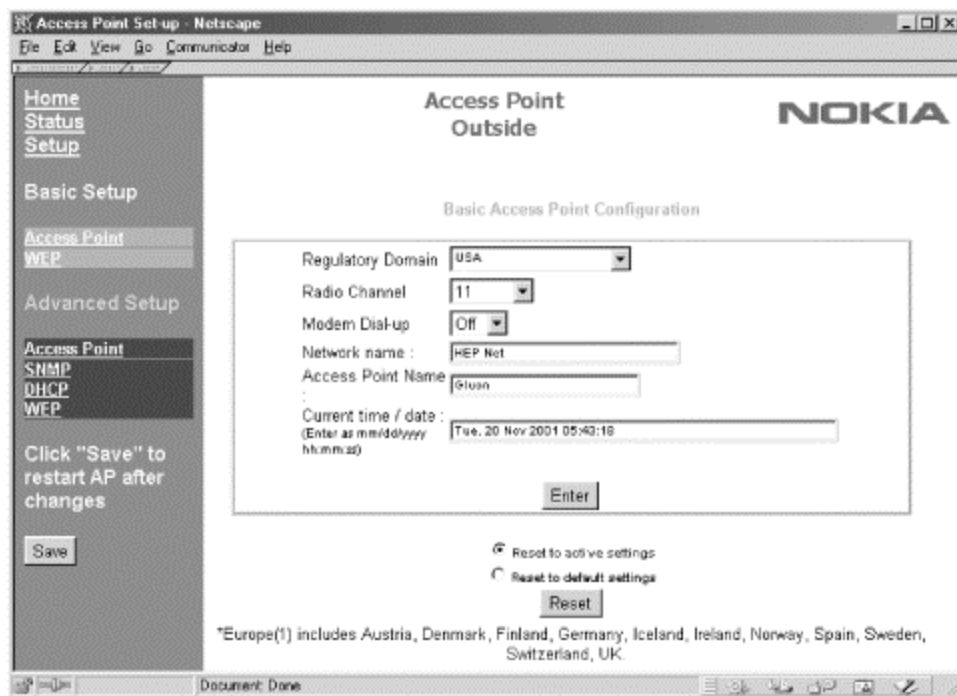 Access Point Set-up - Netscape
File Edit View Go Communicator Help
Home
Status
Setup
Basic Setup
Access Point
WEP
Advanced Setup
Access Point
SNMP
DHCP
WEP
Click "Save" to
restart AP after
changes
Save
Access Point
Outside
NOKIA
Basic Access Point Configuration
Regulatory Domain USA
Radio Channel 11
Modem Dial-up Off
Network name : HEP Net
Access Point Name : Gluon
Current time / date : Tue, 20 Nov 2001 05:43:18
(Enter as mm/dd/yyyy
hh:mm:ss)
Enter
Reset to active settings
Reset to default settings
Reset
*Europe(1) includes Austria, Denmark, Finland, Germany, Iceland, Ireland, Norway, Spain, Sweden,
Switzerland, UK.
Document: Done